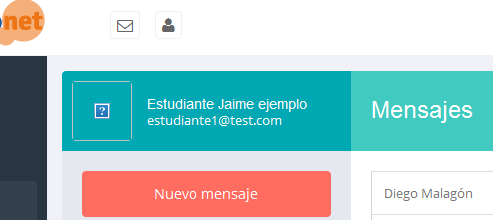 net
Estudiante Jaime ejemplo
estudiante1@test.com
Mensajes
Nuevo mensaje
Diego Malagón